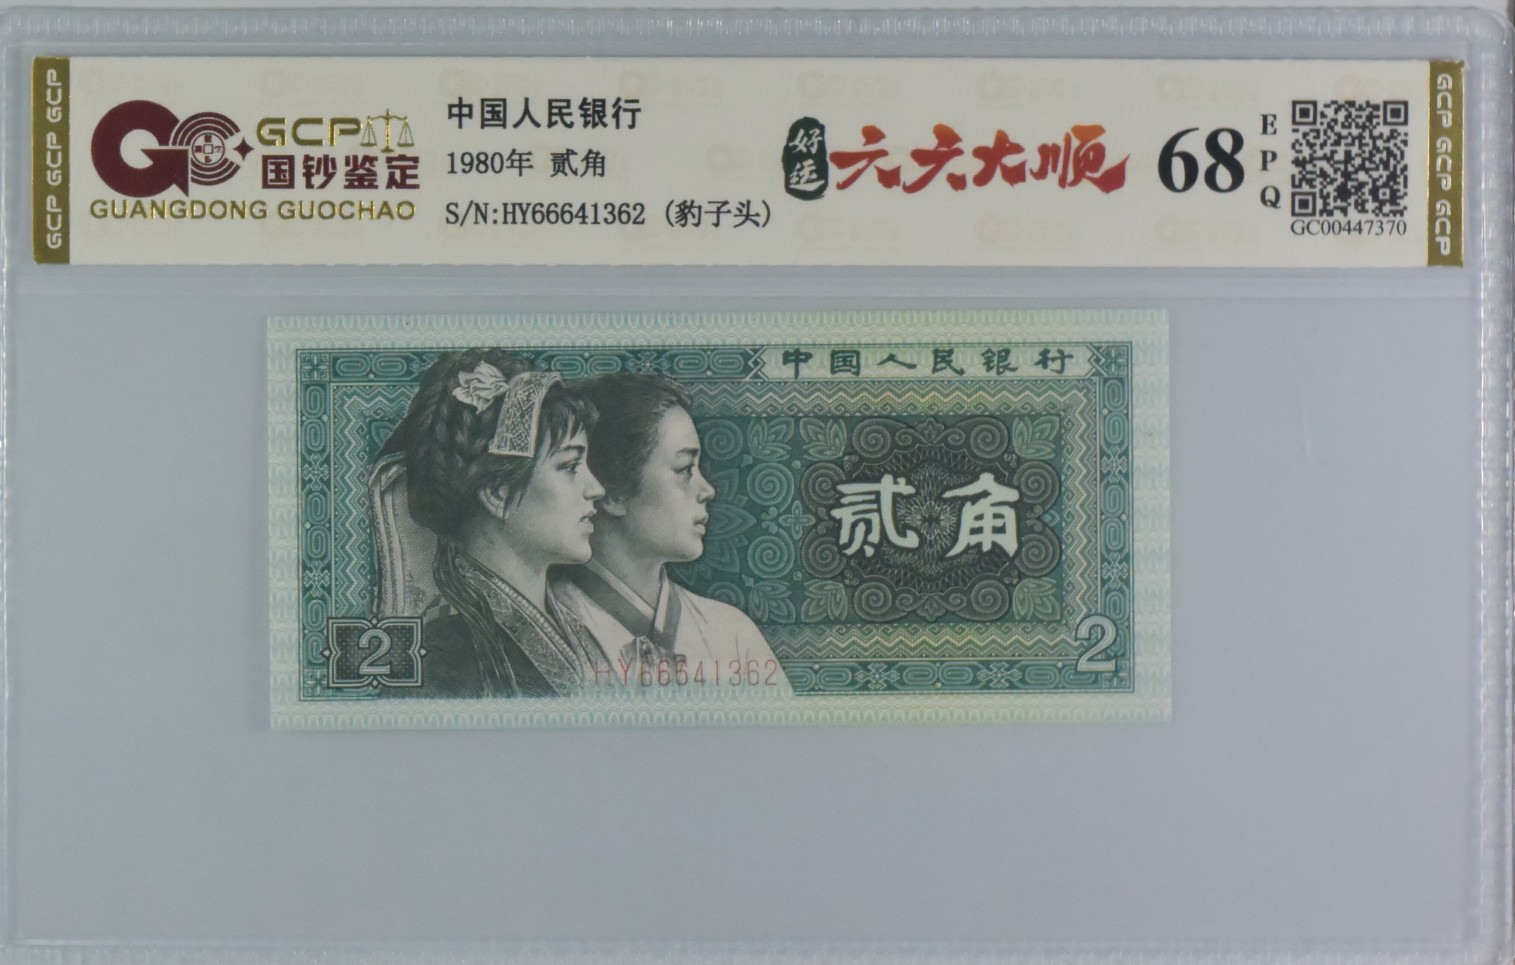 GCP GCP GCP
GCP
国钞鉴定
GUANGDONG GUOCHAO
中国人民银行
1980年 贰角
S/N:HY66641362 (豹子头)
好运
六六大顺
68
EPQ
GC00447370
GCP GCP GCP
中国人民银行
贰角
2
2
HY66641362